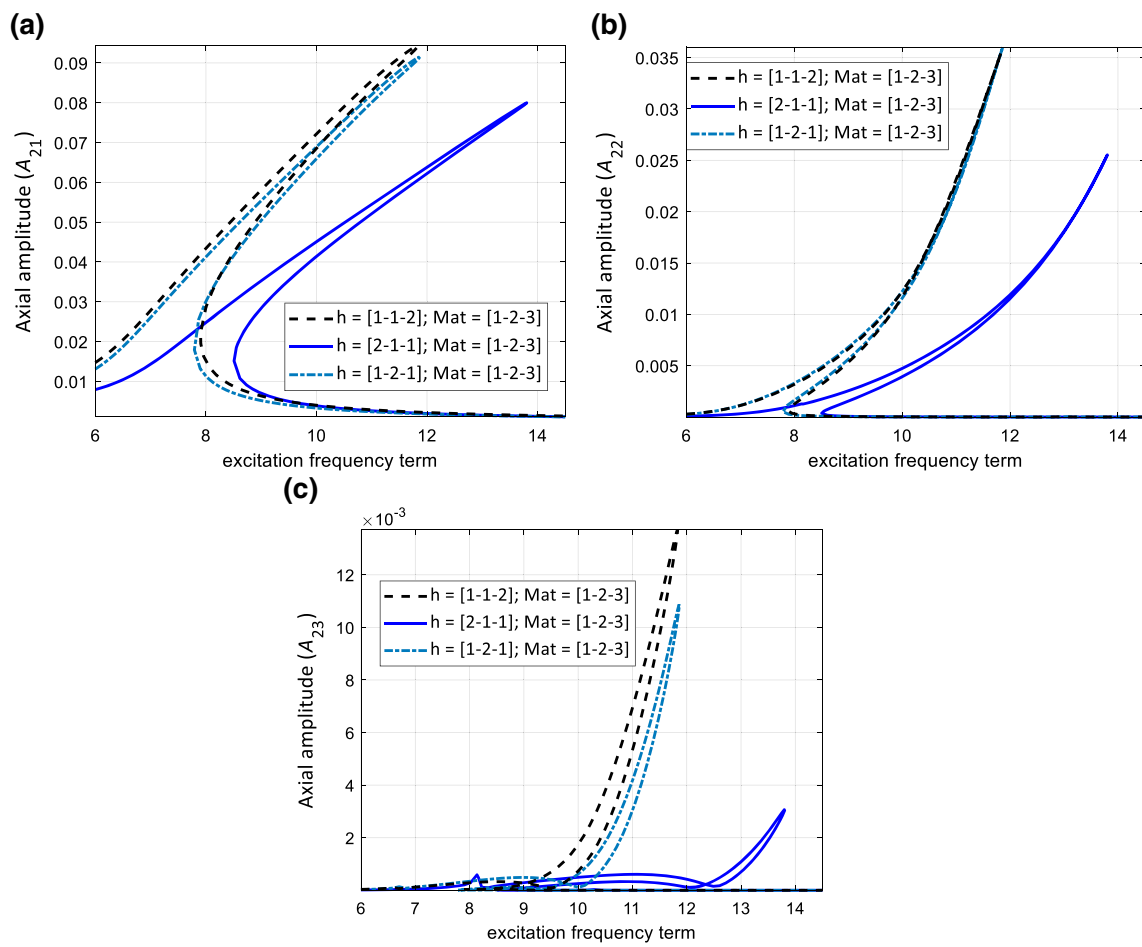 (a)
0.09
0.08
0.07
0.06
0.05
0.04
0.03
0.02
0.01
Axial amplitude (A21)
h = [1-1-2]; Mat = [1-2-3]
h = [2-1-1]; Mat = [1-2-3]
h = [1-2-1]; Mat = [1-2-3]
6 8 10 12 14
excitation frequency term
(b)
0.035
0.03
0.025
0.02
0.015
0.01
0.005
Axial amplitude (A22)
h = [1-1-2]; Mat = [1-2-3]
h = [2-1-1]; Mat = [1-2-3]
h = [1-2-1]; Mat = [1-2-3]
6 8 10 12 14
excitation frequency term
(c)
×10-3
12
10
8
6
4
2
Axial amplitude (A23)
h = [1-1-2]; Mat = [1-2-3]
h = [2-1-1]; Mat = [1-2-3]
h = [1-2-1]; Mat = [1-2-3]
6 7 8 9 10 11 12 13 14
excitation frequency term